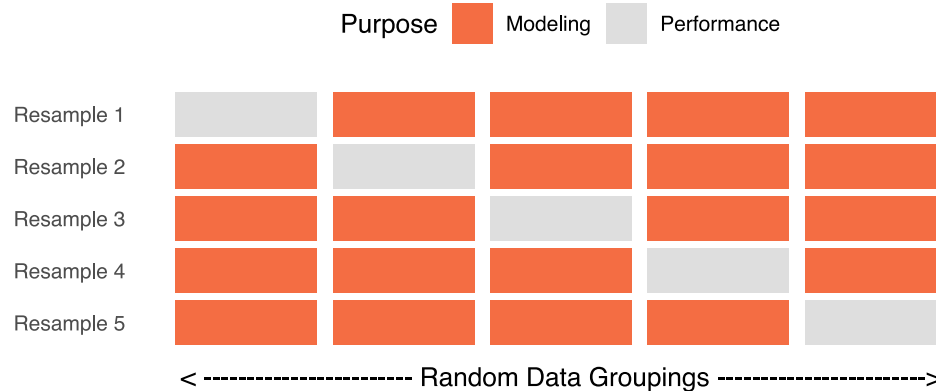 Purpose Modeling Performance
Resample 1
Resample 2
Resample 3
Resample 4
Resample 5
< ---------------------- Random Data Groupings ---------------------- >